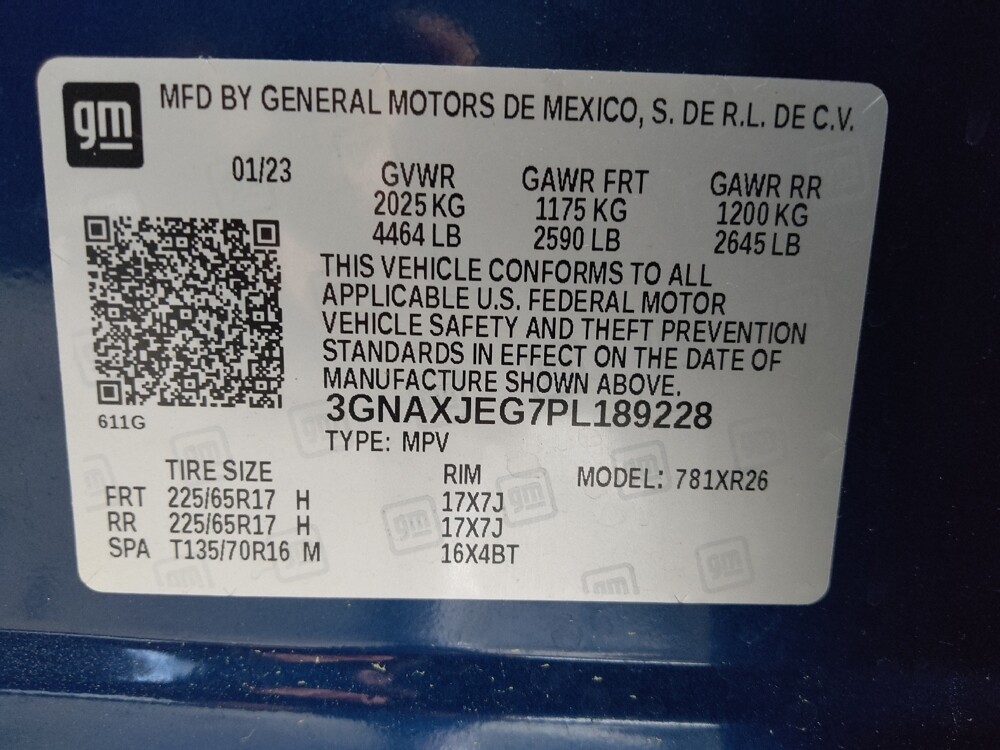 gm
MFD BY GENERAL MOTORS DE MEXICO, S. DE R.L. DE C.V.
01/23
GVWR GAWR FRT GAWR RR
2025 KG 1175 KG 1200 KG
4464 LB 2590 LB 2645 LB
THIS VEHICLE CONFORMS TO ALL
APPLICABLE U.S. FEDERAL MOTOR
VEHICLE SAFETY AND THEFT PREVENTION
STANDARDS IN EFFECT ON THE DATE OF
MANUFACTURE SHOWN ABOVE.
3GNAXJEG7PL189228
611G
TYPE: MPV
TIRE SIZE RIM MODEL: 781XR26
FRT 225/65R17 H 17X7J
RR 225/65R17 H 17X7J
SPA T135/70R16 M 16X4BT